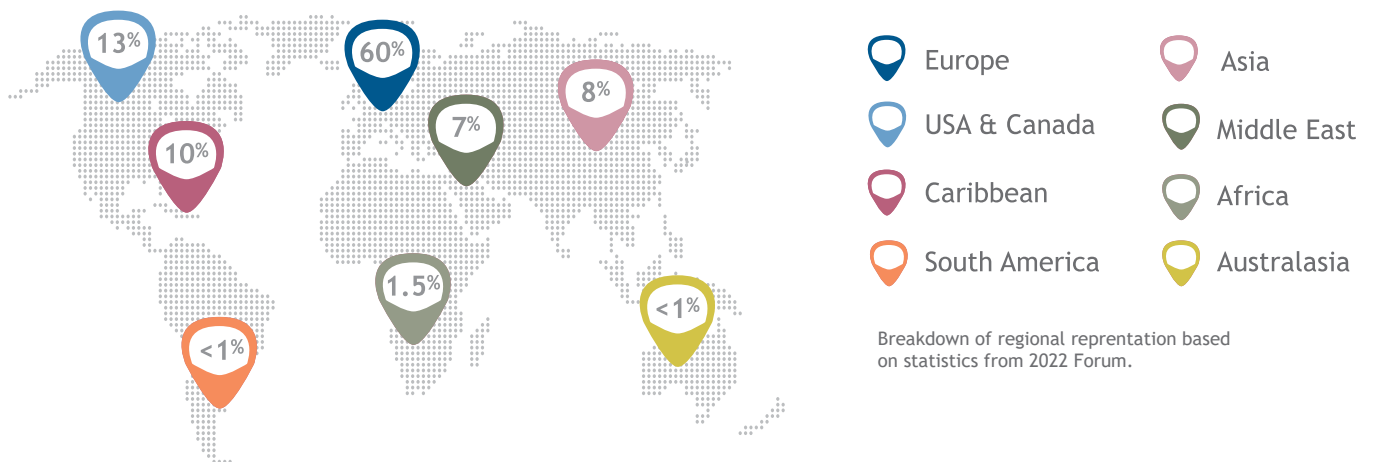 13%
60%
8%
7%
10%
1.5%
<1%
<1%
Europe
Asia
USA & Canada
Middle East
Caribbean
Africa
South America
Australasia
Breakdown of regional reprentation based
on statistics from 2022 Forum.